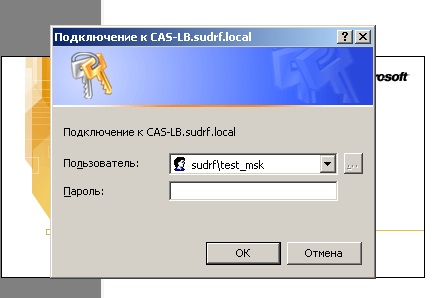 Подключение к CAS-LB.sudrf.local
rosoft
Подключение к CAS-LB.sudrf.local
Пользователь:
sudrf\test_msk
...
Пароль:
OK
Отмена